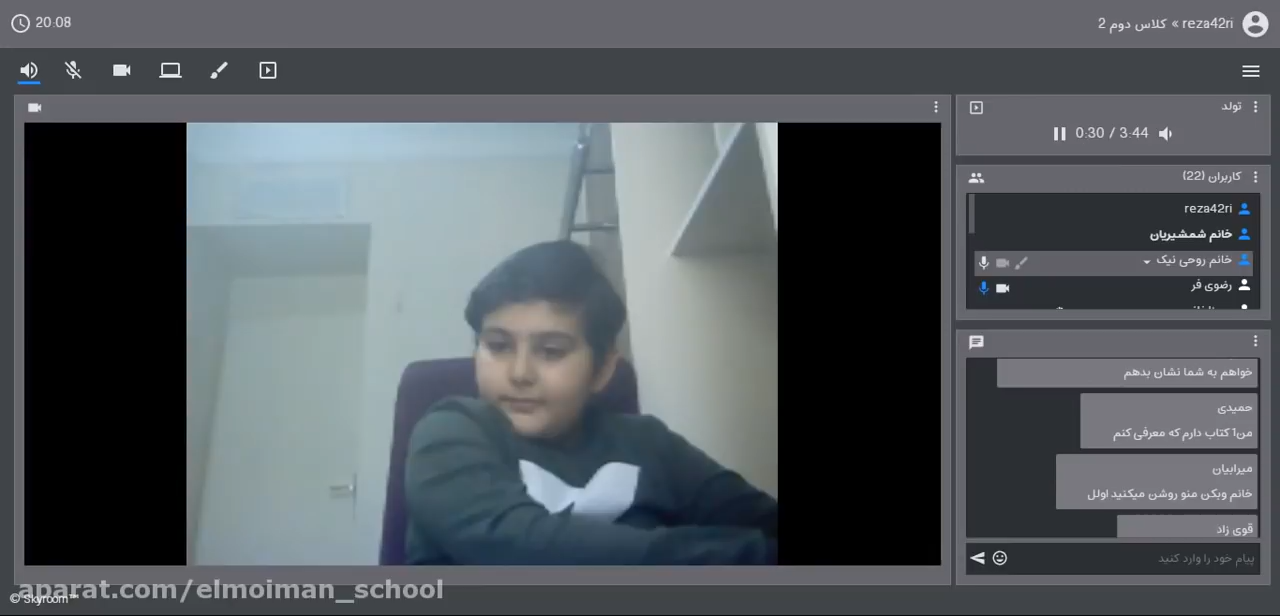 20:08
reza42ri » کلاس دوم 2
تولد
0:30 / 3:44
کاربران (22)
reza42ri
خانم شمشیریان
خانم روحی نیک
رضوی فر
خواهم به شما نشان بدهم
حمیدی
من1 کتاب دارم که معرفی کنم
میرابیان
خانم وبکن منو روشن میکنید اولل
قوی زاد
پیام خود را وارد کنید
aparat.com/elmoiman_school
© Skyroom™